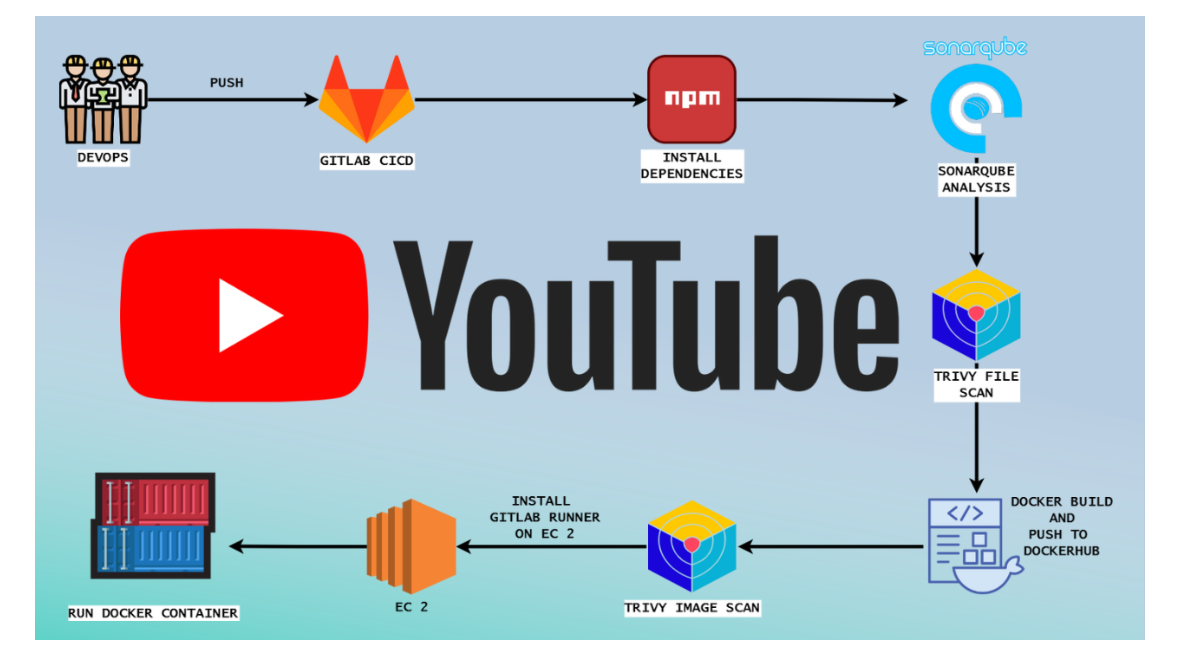 sonarqube
PUSH
npm
DEVOPS
GITLAB CICD
INSTALL
DEPENDENCIES
SONARQUBE
ANALYSIS
YouTube
TRIVY FILE
SCAN
</>
DOCKER BUILD
AND
PUSH TO
DOCKERHUB
INSTALL
GITLAB RUNNER
ON EC 2
TRIVY IMAGE SCAN
EC 2
RUN DOCKER CONTAINER